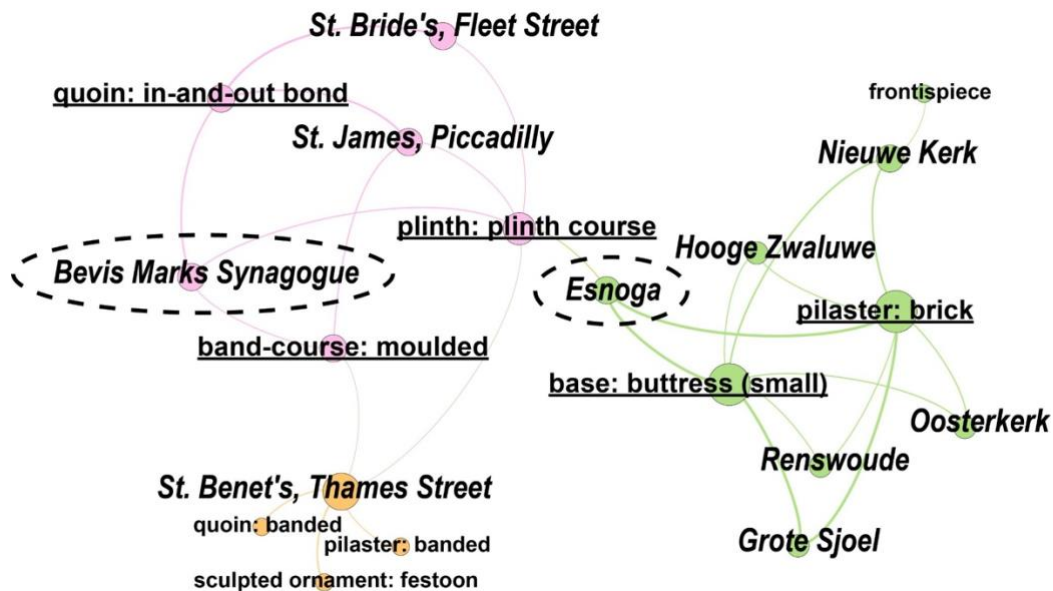 St. Bride's, Fleet Street
quoin: in-and-out bond
frontispiece
St. James, Piccadilly
Nieuwe Kerk
plinth: plinth course
Hooge Zwaluwe
Bevis Marks Synagogue
Esnoga
pilaster: brick
band-course: moulded
base: buttress (small)
Oosterkerk
Renswoude
St. Benet's, Thames Street
quoin: banded
pilaster: banded
Grote Sjoel
sculpted ornament: festoon